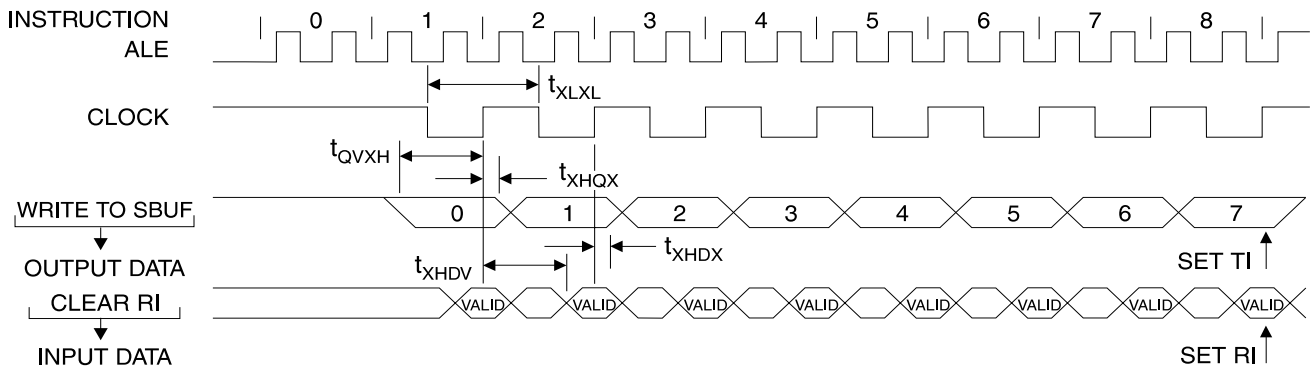 INSTRUCTION 0 1 2 3 4 5 6 7 8
ALE
tXLXL
CLOCK
tQVXH
tXHQX
WRITE TO SBUF 0 1 2 3 4 5 6 7
tXHDX
OUTPUT DATA SET TI
tXHDV
CLEAR RI VALID VALID VALID VALID VALID VALID VALID VALID
INPUT DATA SET RI